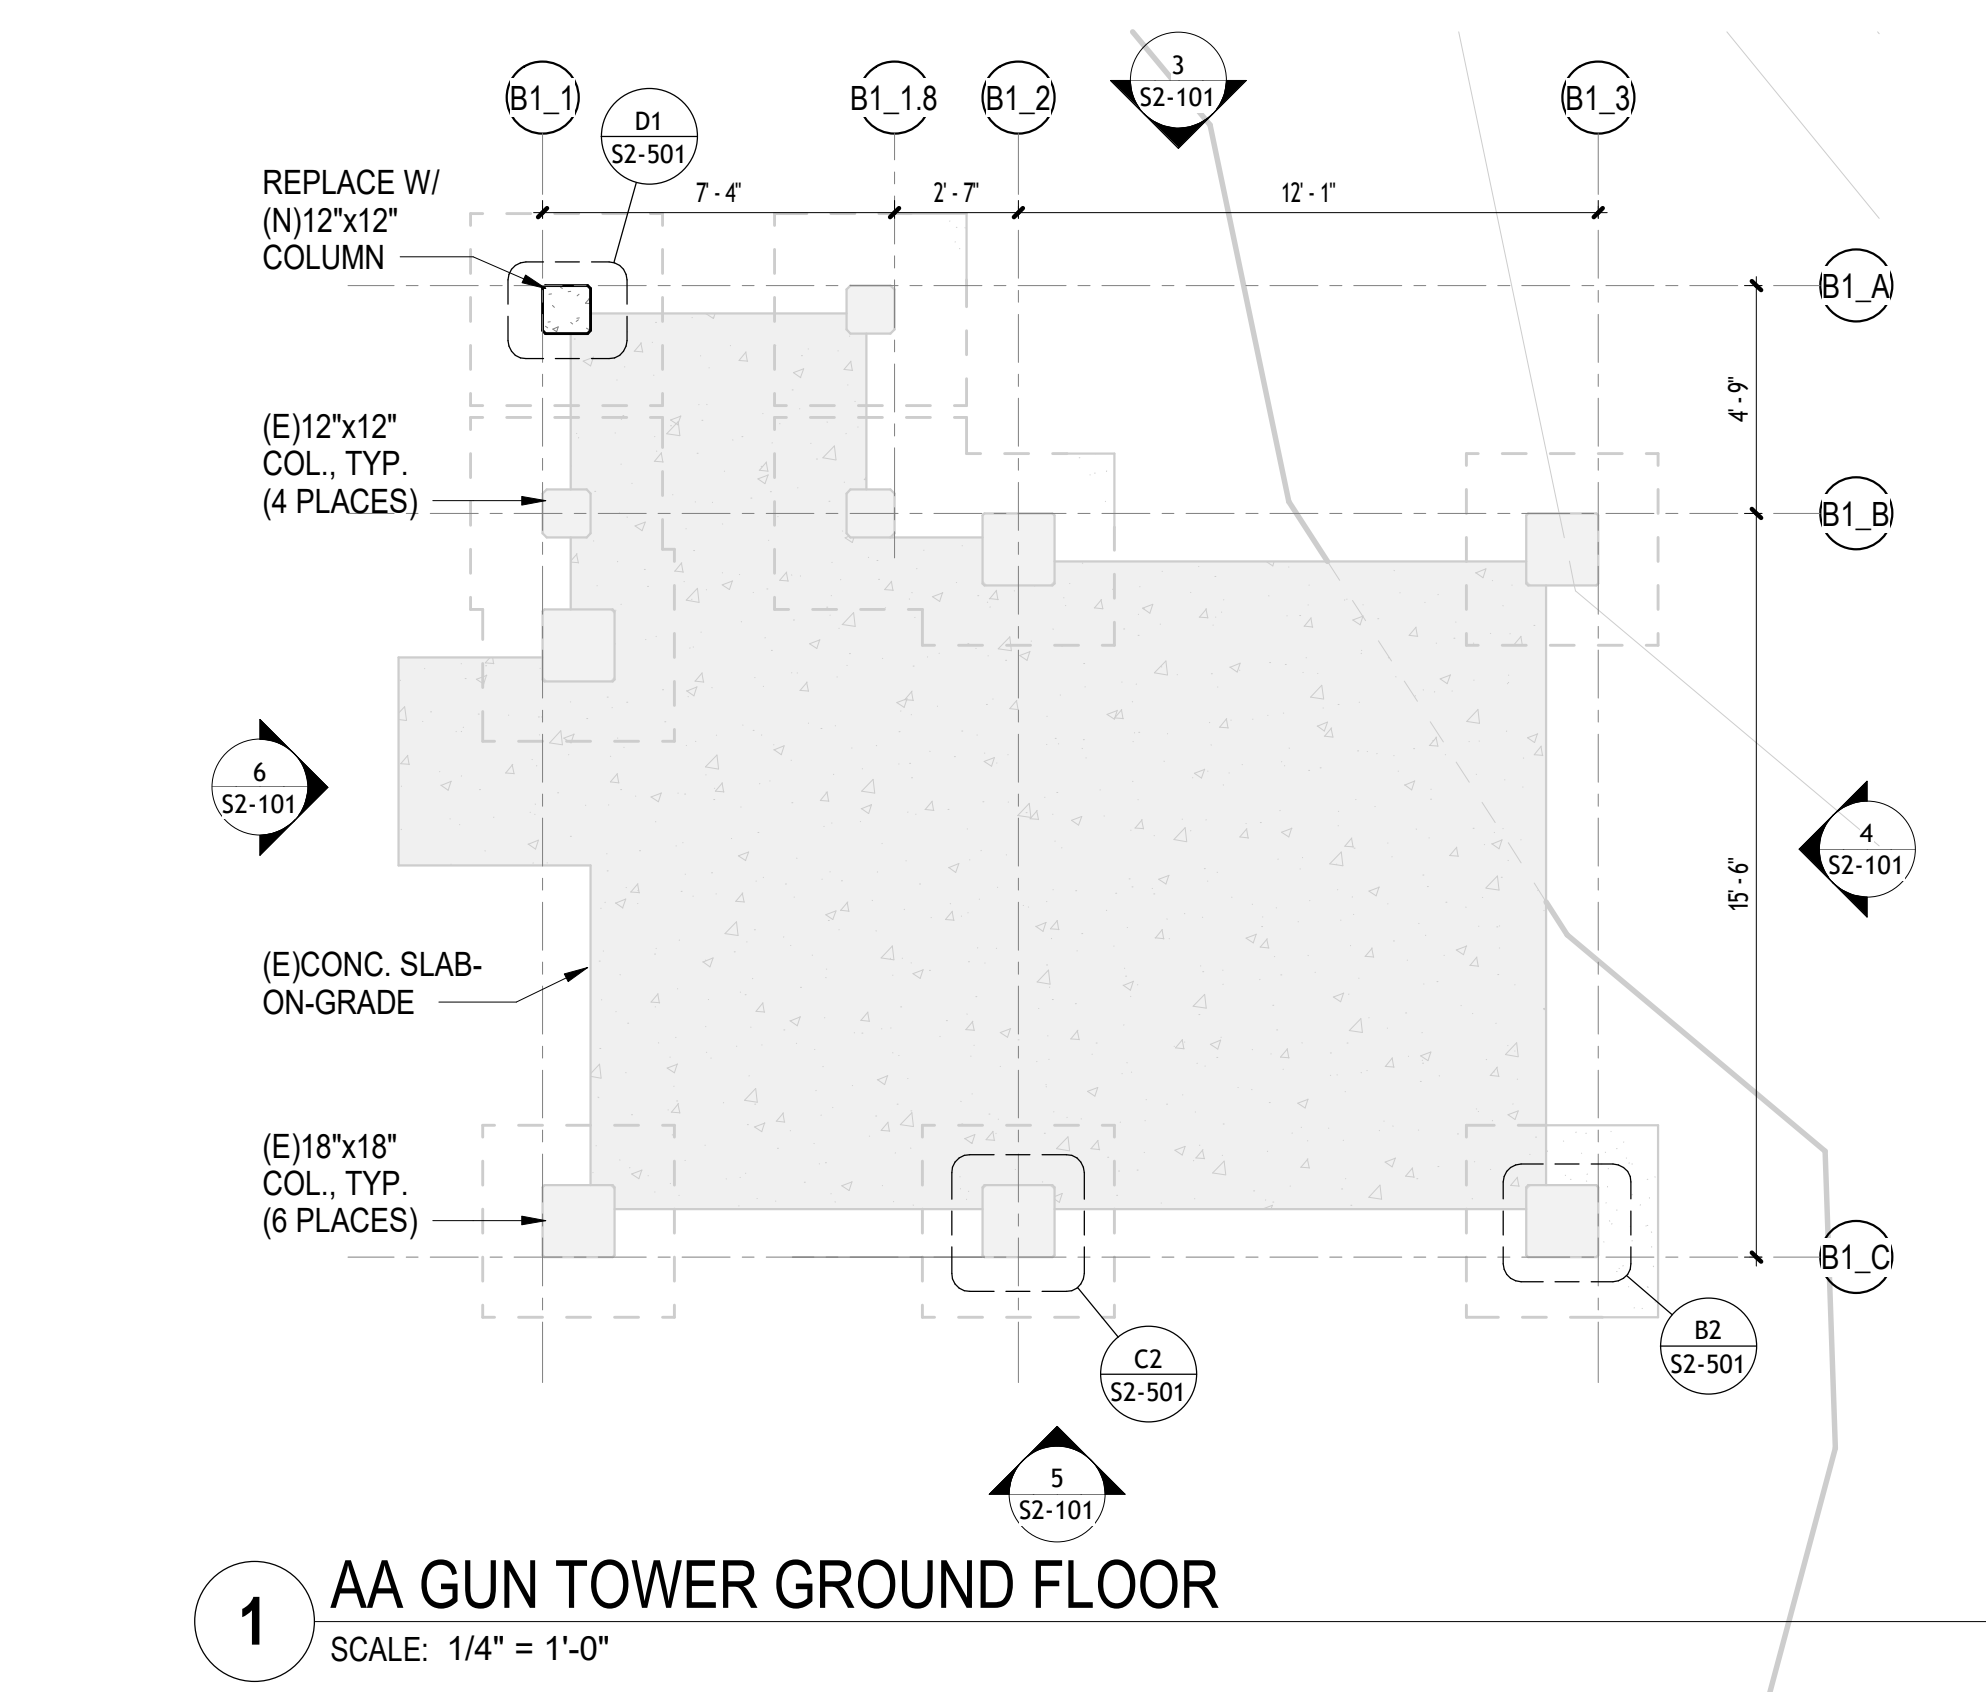 B1_1
B1_1.8
B1_2
B1_3
3
S2-101
D1
S2-501
REPLACE W/
(N)12"x12"
COLUMN
7' - 4"
2' - 7"
12' - 1"
B1_A
4' - 9"
(E)12"x12"
COL., TYP.
(4 PLACES)
B1_B
6
S2-101
4
S2-101
15' - 6"
(E)CONC. SLAB-
ON-GRADE
(E)18"x18"
COL., TYP.
(6 PLACES)
B1_C
B2
S2-501
C2
S2-501
5
S2-101
1
AA GUN TOWER GROUND FLOOR
SCALE: 1/4" = 1'-0"